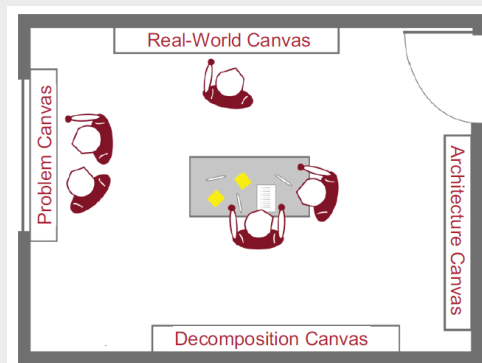 Real-World Canvas
Problem Canvas
Architecture Canvas
Decomposition Canvas